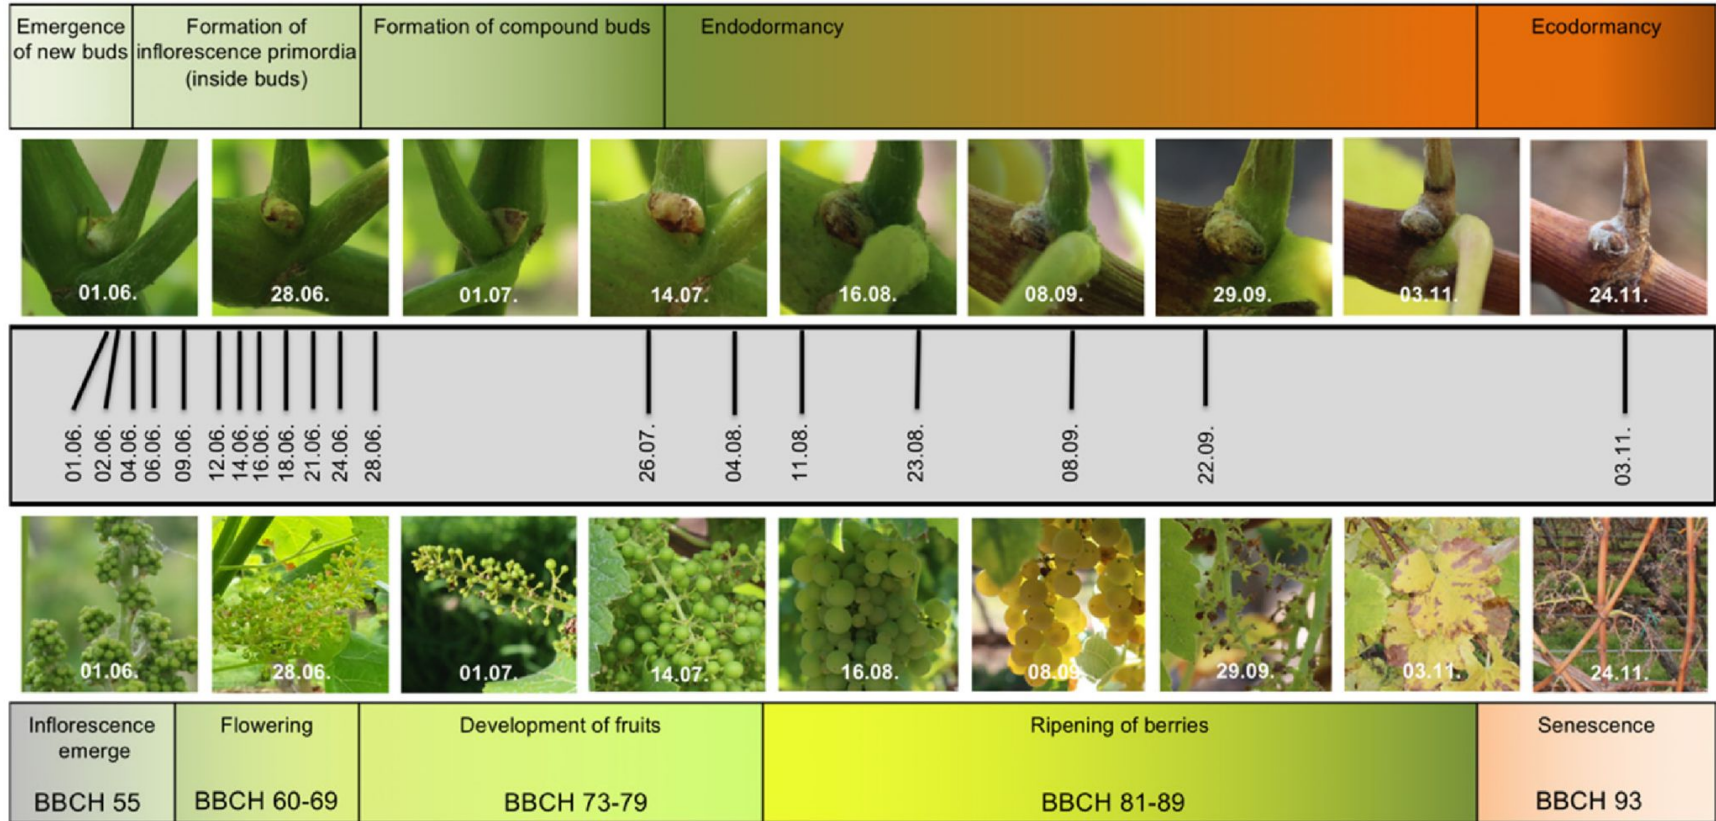 Emergence
of new buds
Formation of
inflorescence primordia
(inside buds)
Formation of compound buds
Endodormancy
Ecodormancy
01.06.
28.06.
01.07.
14.07.
16.08.
08.09.
29.09.
03.11.
24.11.
01.06.
02.06.
04.06.
06.06.
09.06.
12.06.
14.06.
16.06.
18.06.
21.06.
24.06.
28.06.
26.07.
04.08.
11.08.
23.08.
08.09.
22.09.
03.11.
01.06.
28.06.
01.07.
14.07.
16.08.
08.09.
29.09.
03.11.
24.11.
Inflorescence
emerge
BBCH 55
Flowering
BBCH 60-69
Development of fruits
BBCH 73-79
Ripening of berries
BBCH 81-89
Senescence
BBCH 93